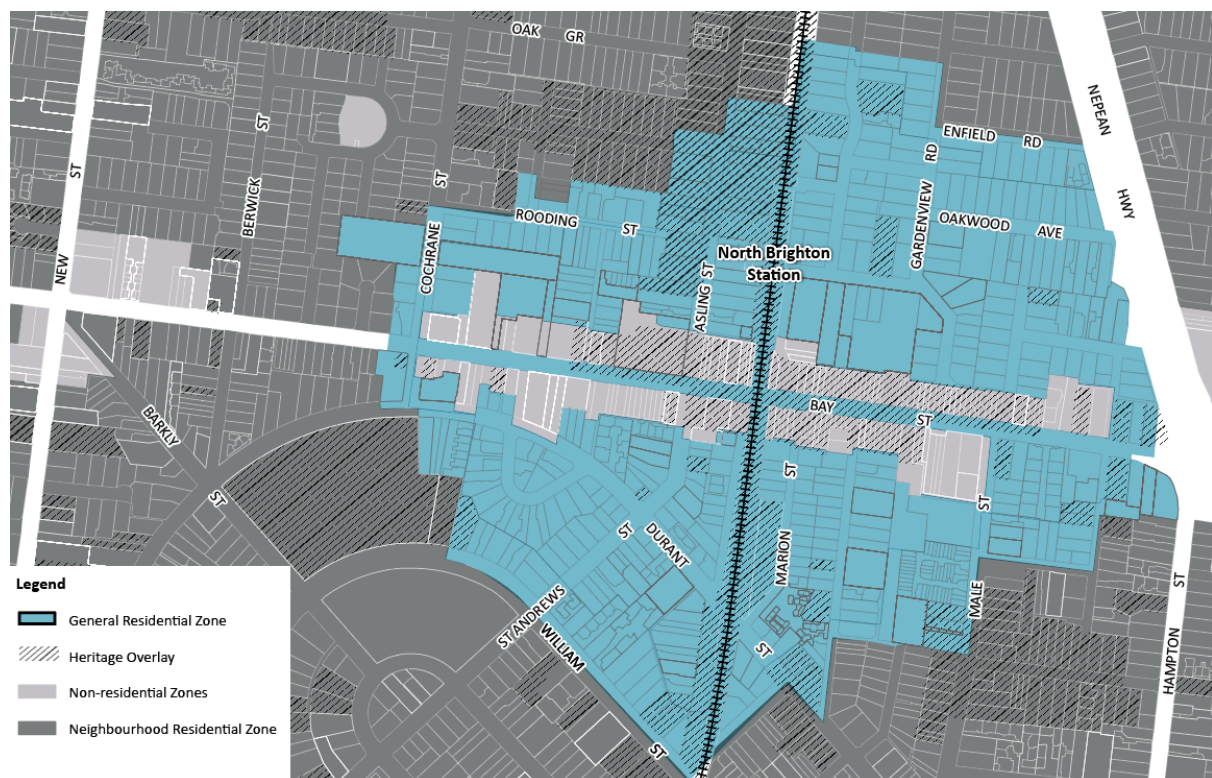 OAK GR
NEPEAN HWY
ENFIELD RD
GARDENVIEW RD
OAKWOOD AVE
BERWICK ST
NEW ST
COCHRANE ST
ROODING ST
North Brighton
Station
ASLING ST
BAY ST
BARKLY ST
DURANT ST
MARION ST
MALE ST
ST ANDREWS ST
WILLIAM ST
HAMPTON ST
Legend
General Residential Zone
Heritage Overlay
Non-residential Zones
Neighbourhood Residential Zone